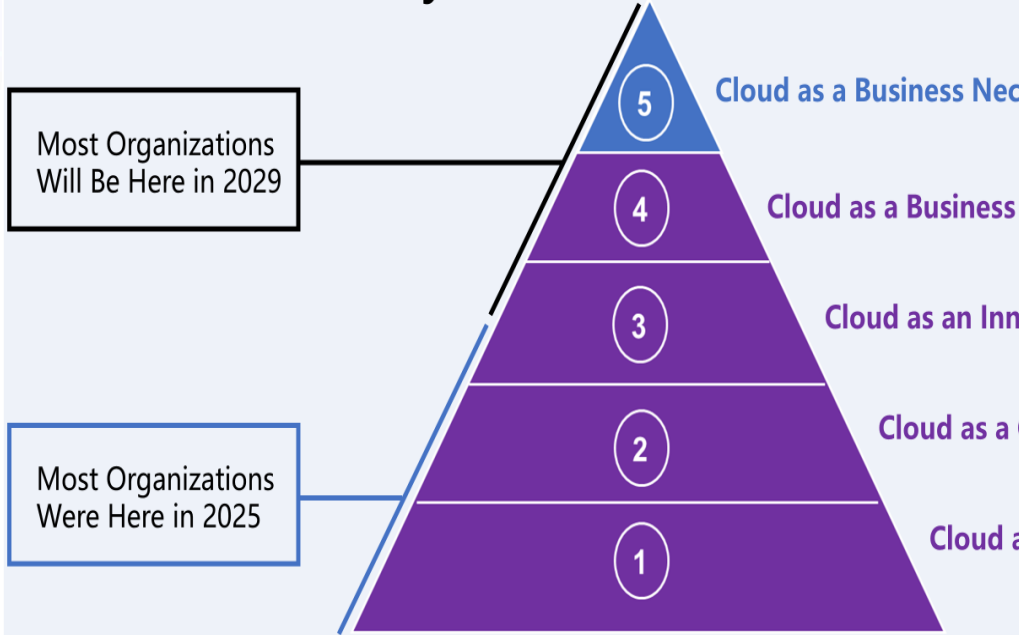 5
Cloud as a Business
Most Organizations
Will Be Here in 2029
4
Cloud as a Business
3
Cloud as an
2
Cloud as a
Most Organizations
Were Here in 2025
1
Cloud